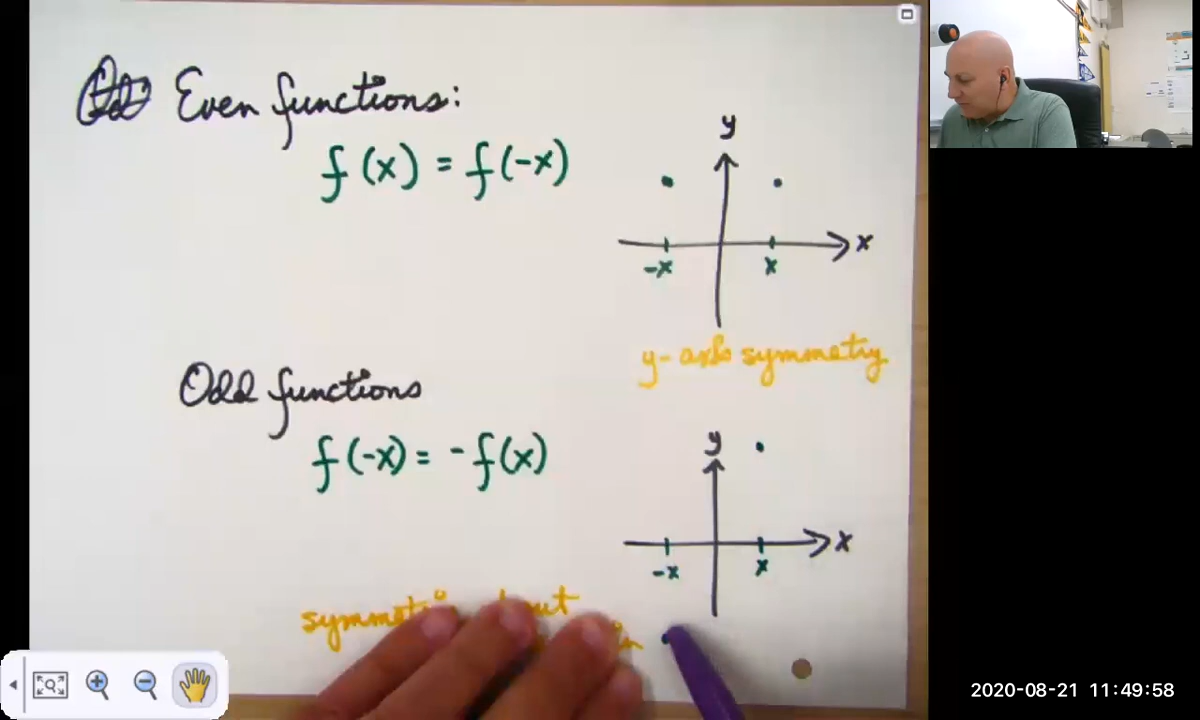 Even functions:
f(x) = f(-x)
y
-x
x
x
y-axis symmetry
Odd functions
f(-x) = -f(x)
y
x
-x
x
2020-08-21 11:49:58